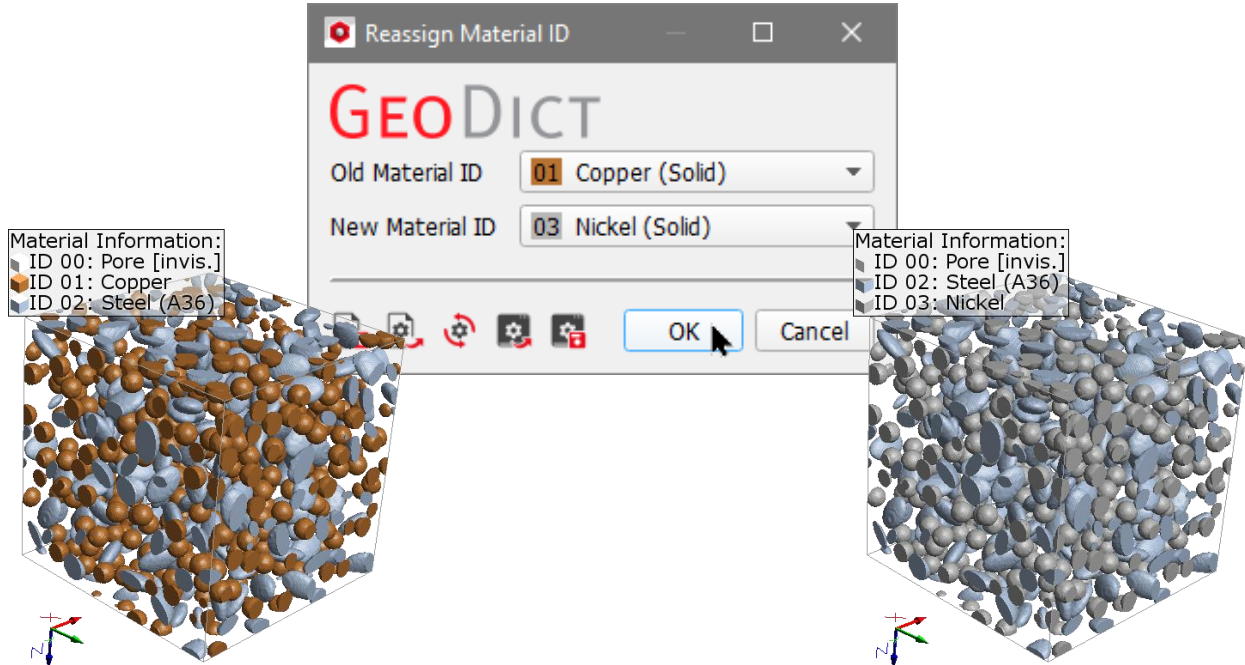 Reassign Material ID
GEODICT
Old Material ID 01 Copper (Solid)
New Material ID 03 Nickel (Solid)
OK Cancel
Material Information:
ID 00: Pore [invis.]
ID 01: Copper
ID 02: Steel (A36)
Z
Material Information:
ID 00: Pore [invis.]
ID 02: Steel (A36)
ID 03: Nickel
Z